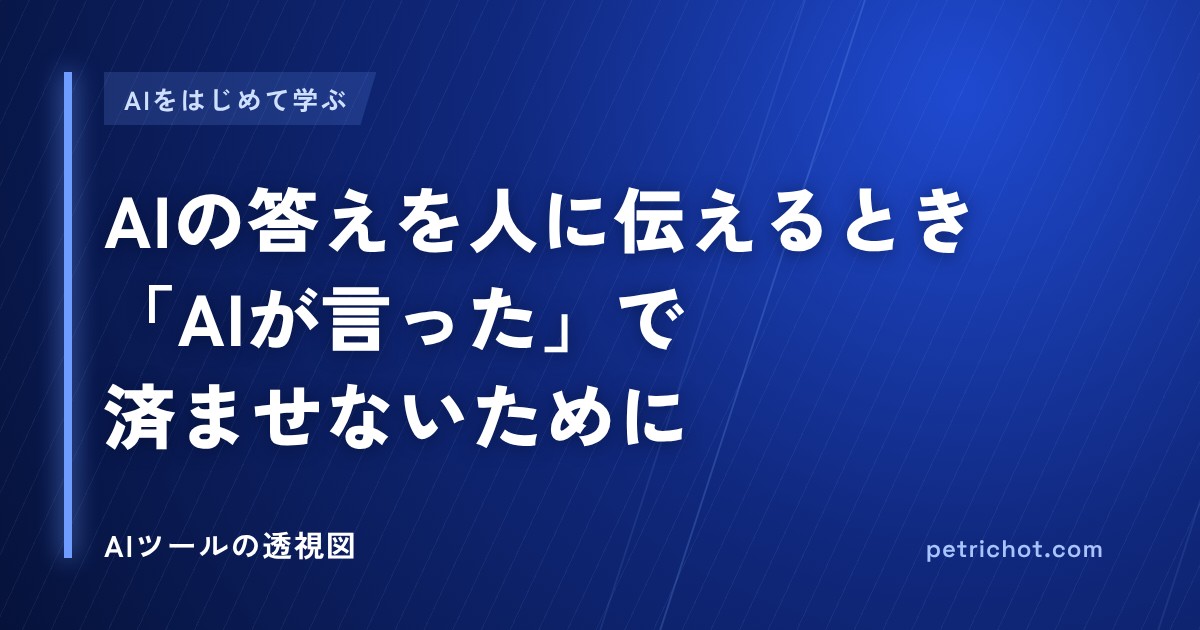 AIをはじめて学ぶ
AIの答えを人に伝えるとき
「AIが言った」で
済ませないために
AIツールの透視図
petrichot.com